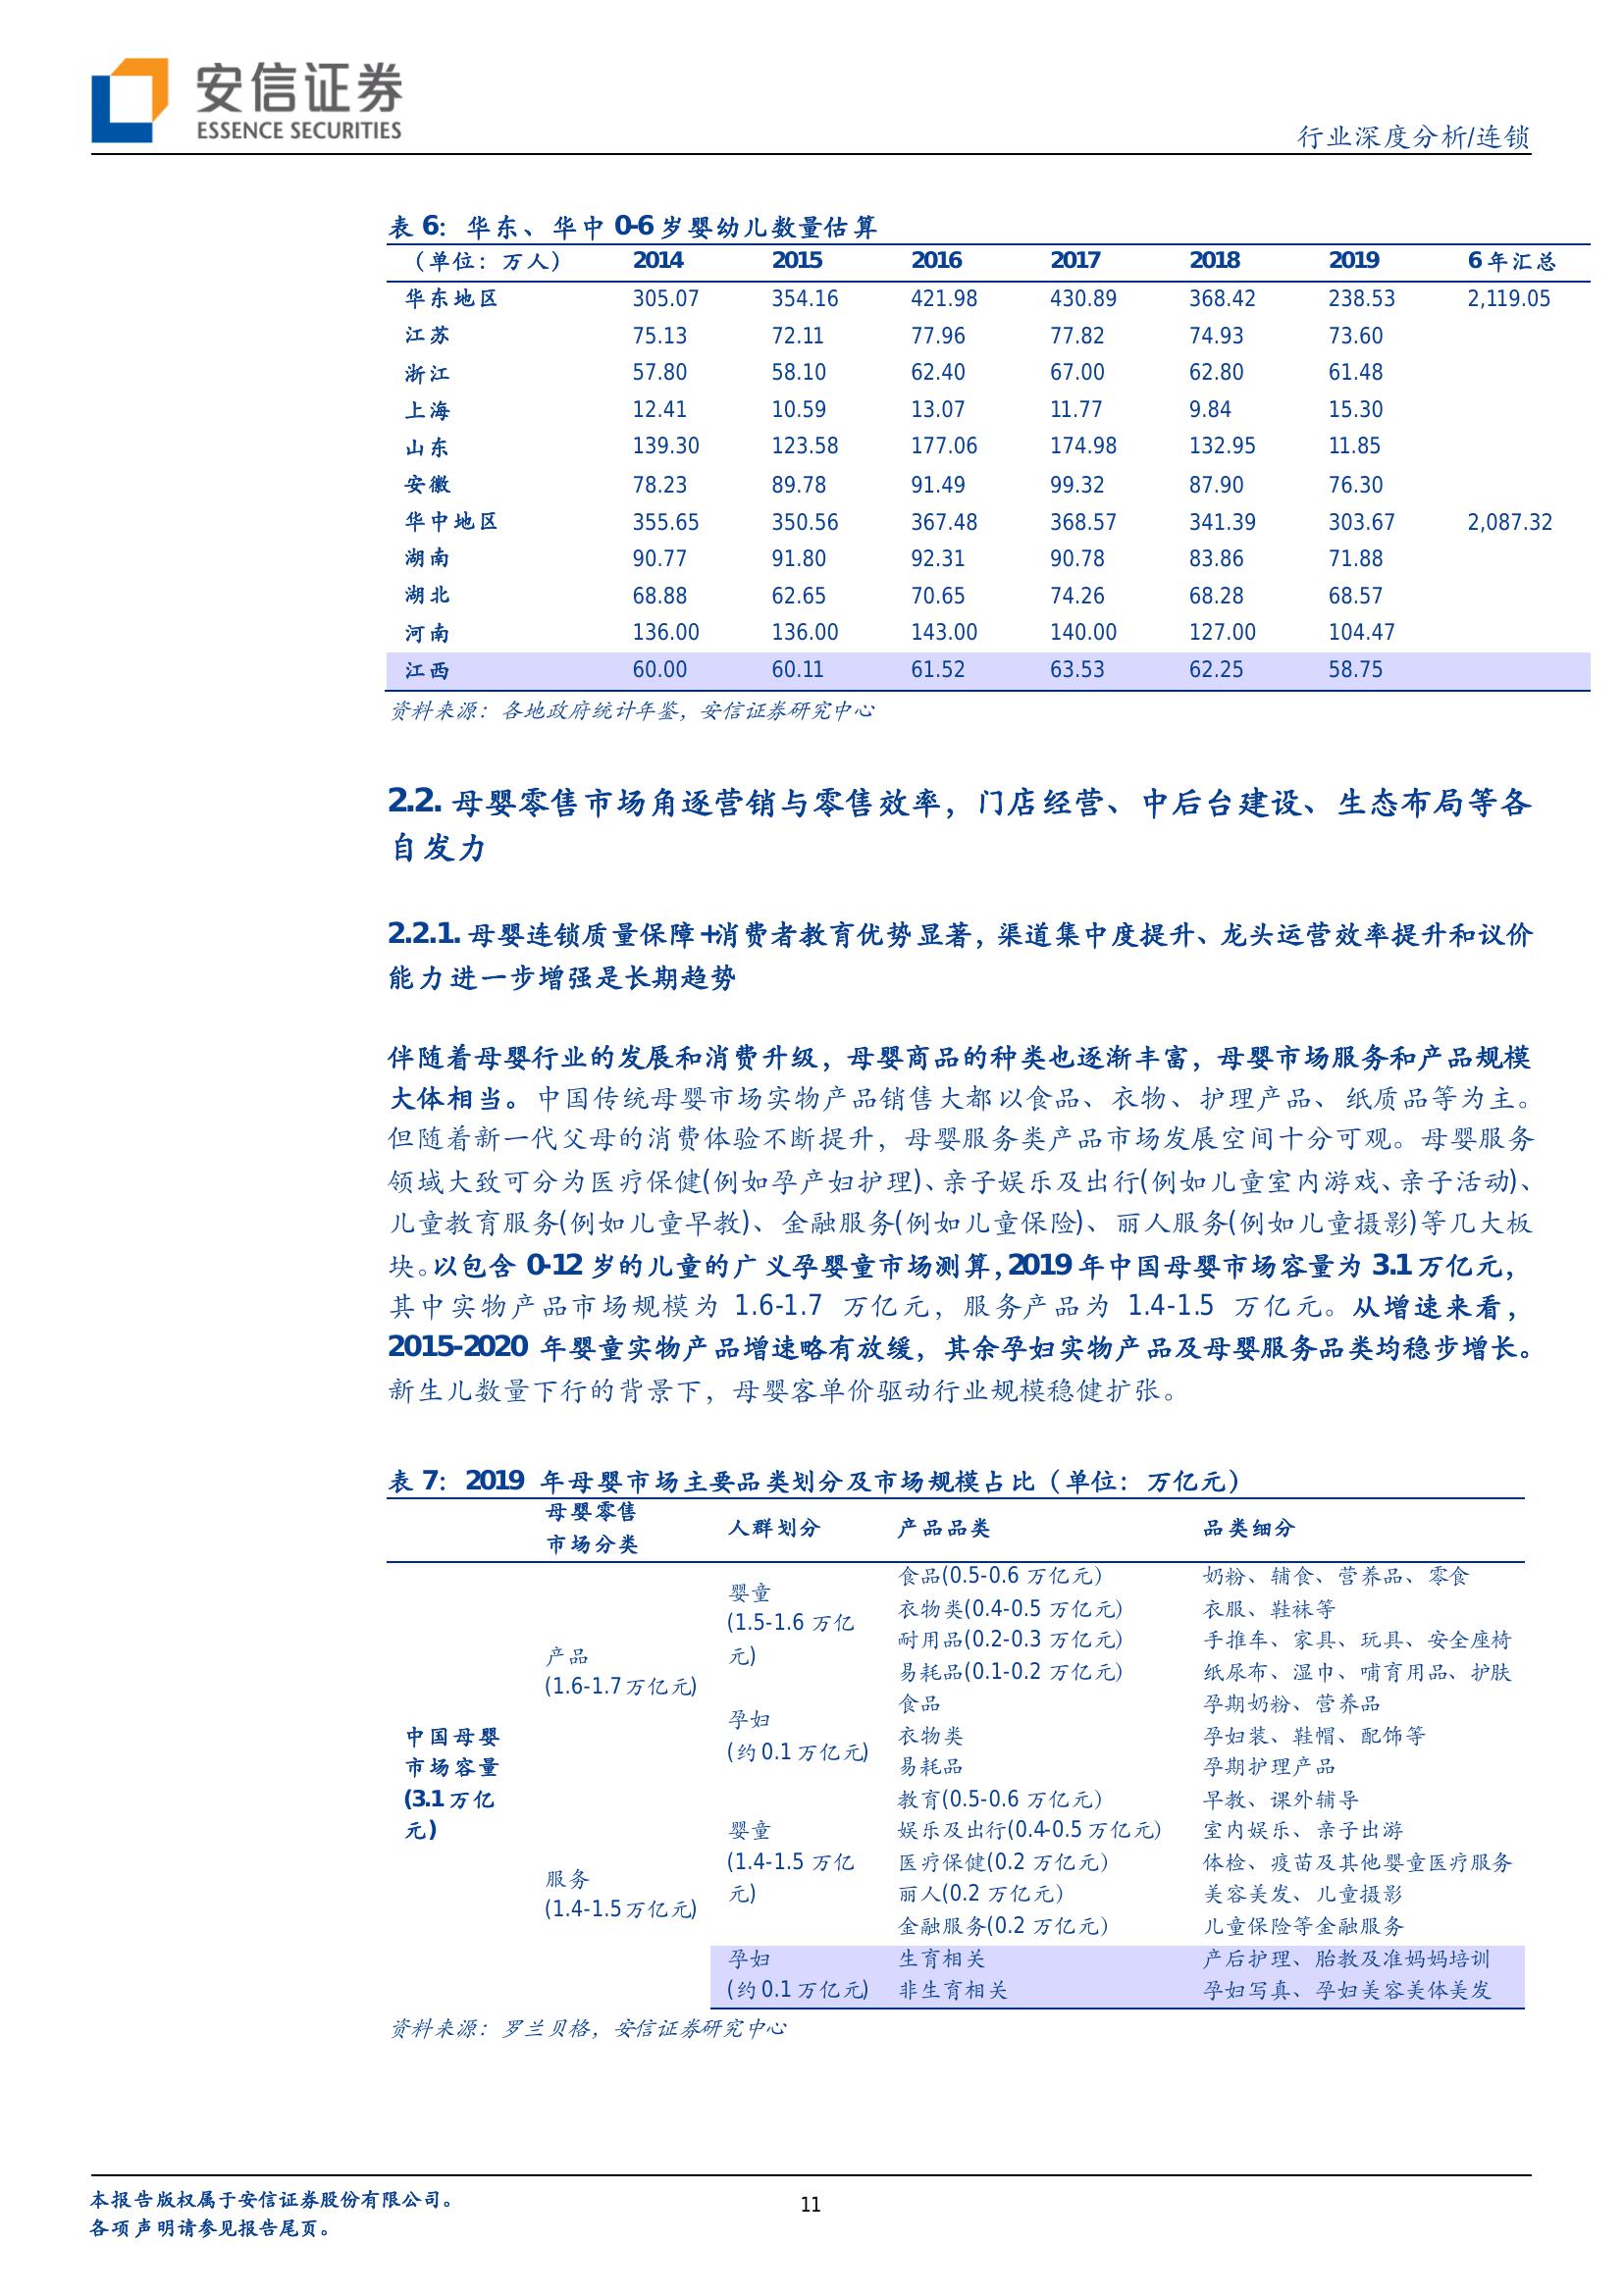 安信证券
ESSENCE SECURITIES
行业深度分析/连锁
表 6：华东、华中 0-6 岁婴幼儿数量估算
（单位：万人） 2014 2015 2016 2017 2018 2019 6 年汇总
华东地区 305.07 354.16 421.98 430.89 368.42 238.53 2,119.05
江苏 75.13 72.11 77.96 77.82 74.93 73.60
浙江 57.80 58.10 62.40 67.00 62.80 61.48
上海 12.41 10.59 13.07 11.77 9.84 15.30
山东 139.30 123.58 177.06 174.98 132.95 11.85
安徽 78.23 89.78 91.49 99.32 87.90 76.30
华中地区 355.65 350.56 367.48 368.57 341.39 303.67 2,087.32
湖南 90.77 91.80 92.31 90.78 83.86 71.88
湖北 68.88 62.65 70.65 74.26 68.28 68.57
河南 136.00 136.00 143.00 140.00 127.00 104.47
江西 60.00 60.11 61.52 63.53 62.25 58.75
资料来源：各地政府统计年鉴，安信证券研究中心
2.2. 母婴零售市场角逐营销与零售效率，门店经营、中后台建设、生态布局等各
自发力
2.2.1. 母婴连锁质量保障+消费者教育优势显著，渠道集中度提升、龙头运营效率提升和议价
能力进一步增强是长期趋势
伴随着母婴行业的发展和消费升级，母婴商品的种类也逐渐丰富，母婴市场服务和产品规模
大体相当。中国传统母婴市场实物产品销售大都以食品、衣物、护理产品、纸质品等为主。
但随着新一代父母的消费体验不断提升，母婴服务类产品市场发展空间十分可观。母婴服务
领域大致可分为医疗保健(例如孕产妇护理)、亲子娱乐及出行(例如儿童室内游戏、亲子活动)、
儿童教育服务(例如儿童早教)、金融服务(例如儿童保险)、丽人服务(例如儿童摄影)等几大板
块。以包含 0-12 岁的儿童的广义孕婴童市场测算，2019 年中国母婴市场容量为 3.1 万亿元，
其中实物产品市场规模为 1.6-1.7 万亿元，服务产品为 1.4-1.5 万亿元。从增速来看，
2015-2020 年婴童实物产品增速略有放缓，其余孕妇实物产品及母婴服务品类均稳步增长。
新生儿数量下行的背景下，母婴客单价驱动行业规模稳健扩张。
表 7：2019 年母婴市场主要品类划分及市场规模占比（单位：万亿元）
母婴零售
市场分类 人群划分 产品品类 品类细分
中国母婴
市场容量
(3.1 万亿
元)
产品
(1.6-1.7 万亿元)
婴童
(1.5-1.6 万亿
元)
食品(0.5-0.6 万亿元) 奶粉、辅食、营养品、零食
衣物类(0.4-0.5 万亿元) 衣服、鞋袜等
耐用品(0.2-0.3 万亿元) 手推车、家具、玩具、安全座椅
易耗品(0.1-0.2 万亿元) 纸尿布、湿巾、哺育用品、护肤
孕妇
(约 0.1 万亿元)
食品 孕期奶粉、营养品
衣物类 孕妇装、鞋帽、配饰等
易耗品 孕期护理产品
服务
(1.4-1.5 万亿元)
婴童
(1.4-1.5 万亿
元)
教育(0.5-0.6 万亿元) 早教、课外辅导
娱乐及出行(0.4-0.5 万亿元) 室内娱乐、亲子出游
医疗保健(0.2 万亿元) 体检、疫苗及其他婴童医疗服务
丽人(0.2 万亿元) 美容美发、儿童摄影
金融服务(0.2 万亿元) 儿童保险等金融服务
孕妇
(约 0.1 万亿元)
生育相关 产后护理、胎教及准妈妈培训
非生育相关 孕妇写真、孕妇美容美体美发
资料来源：罗兰贝格，安信证券研究中心
本报告版权属于安信证券股份有限公司。
各项声明请参见报告尾页。
11